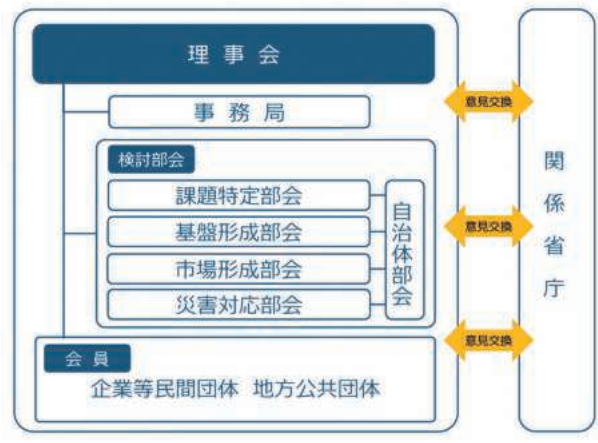 理事会
事務局
検討部会
課題特定部会
基盤形成部会
市場形成部会
災害対応部会
自治体部会
会員
企業等民間団体 地方公共団体
意見交換
意見交換
意見交換
関係省庁